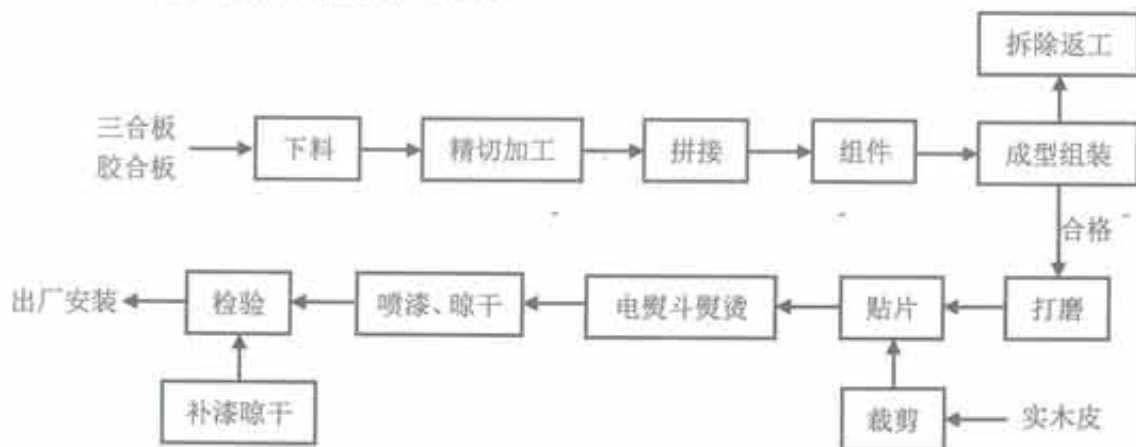 拆除返工
三合板
胶合板
下料
精切加工
拼接
组件
成型组装
合格
出厂安装
检验
喷漆、晾干
电熨斗熨烫
贴片
打磨
补漆晾干
裁剪
实木皮